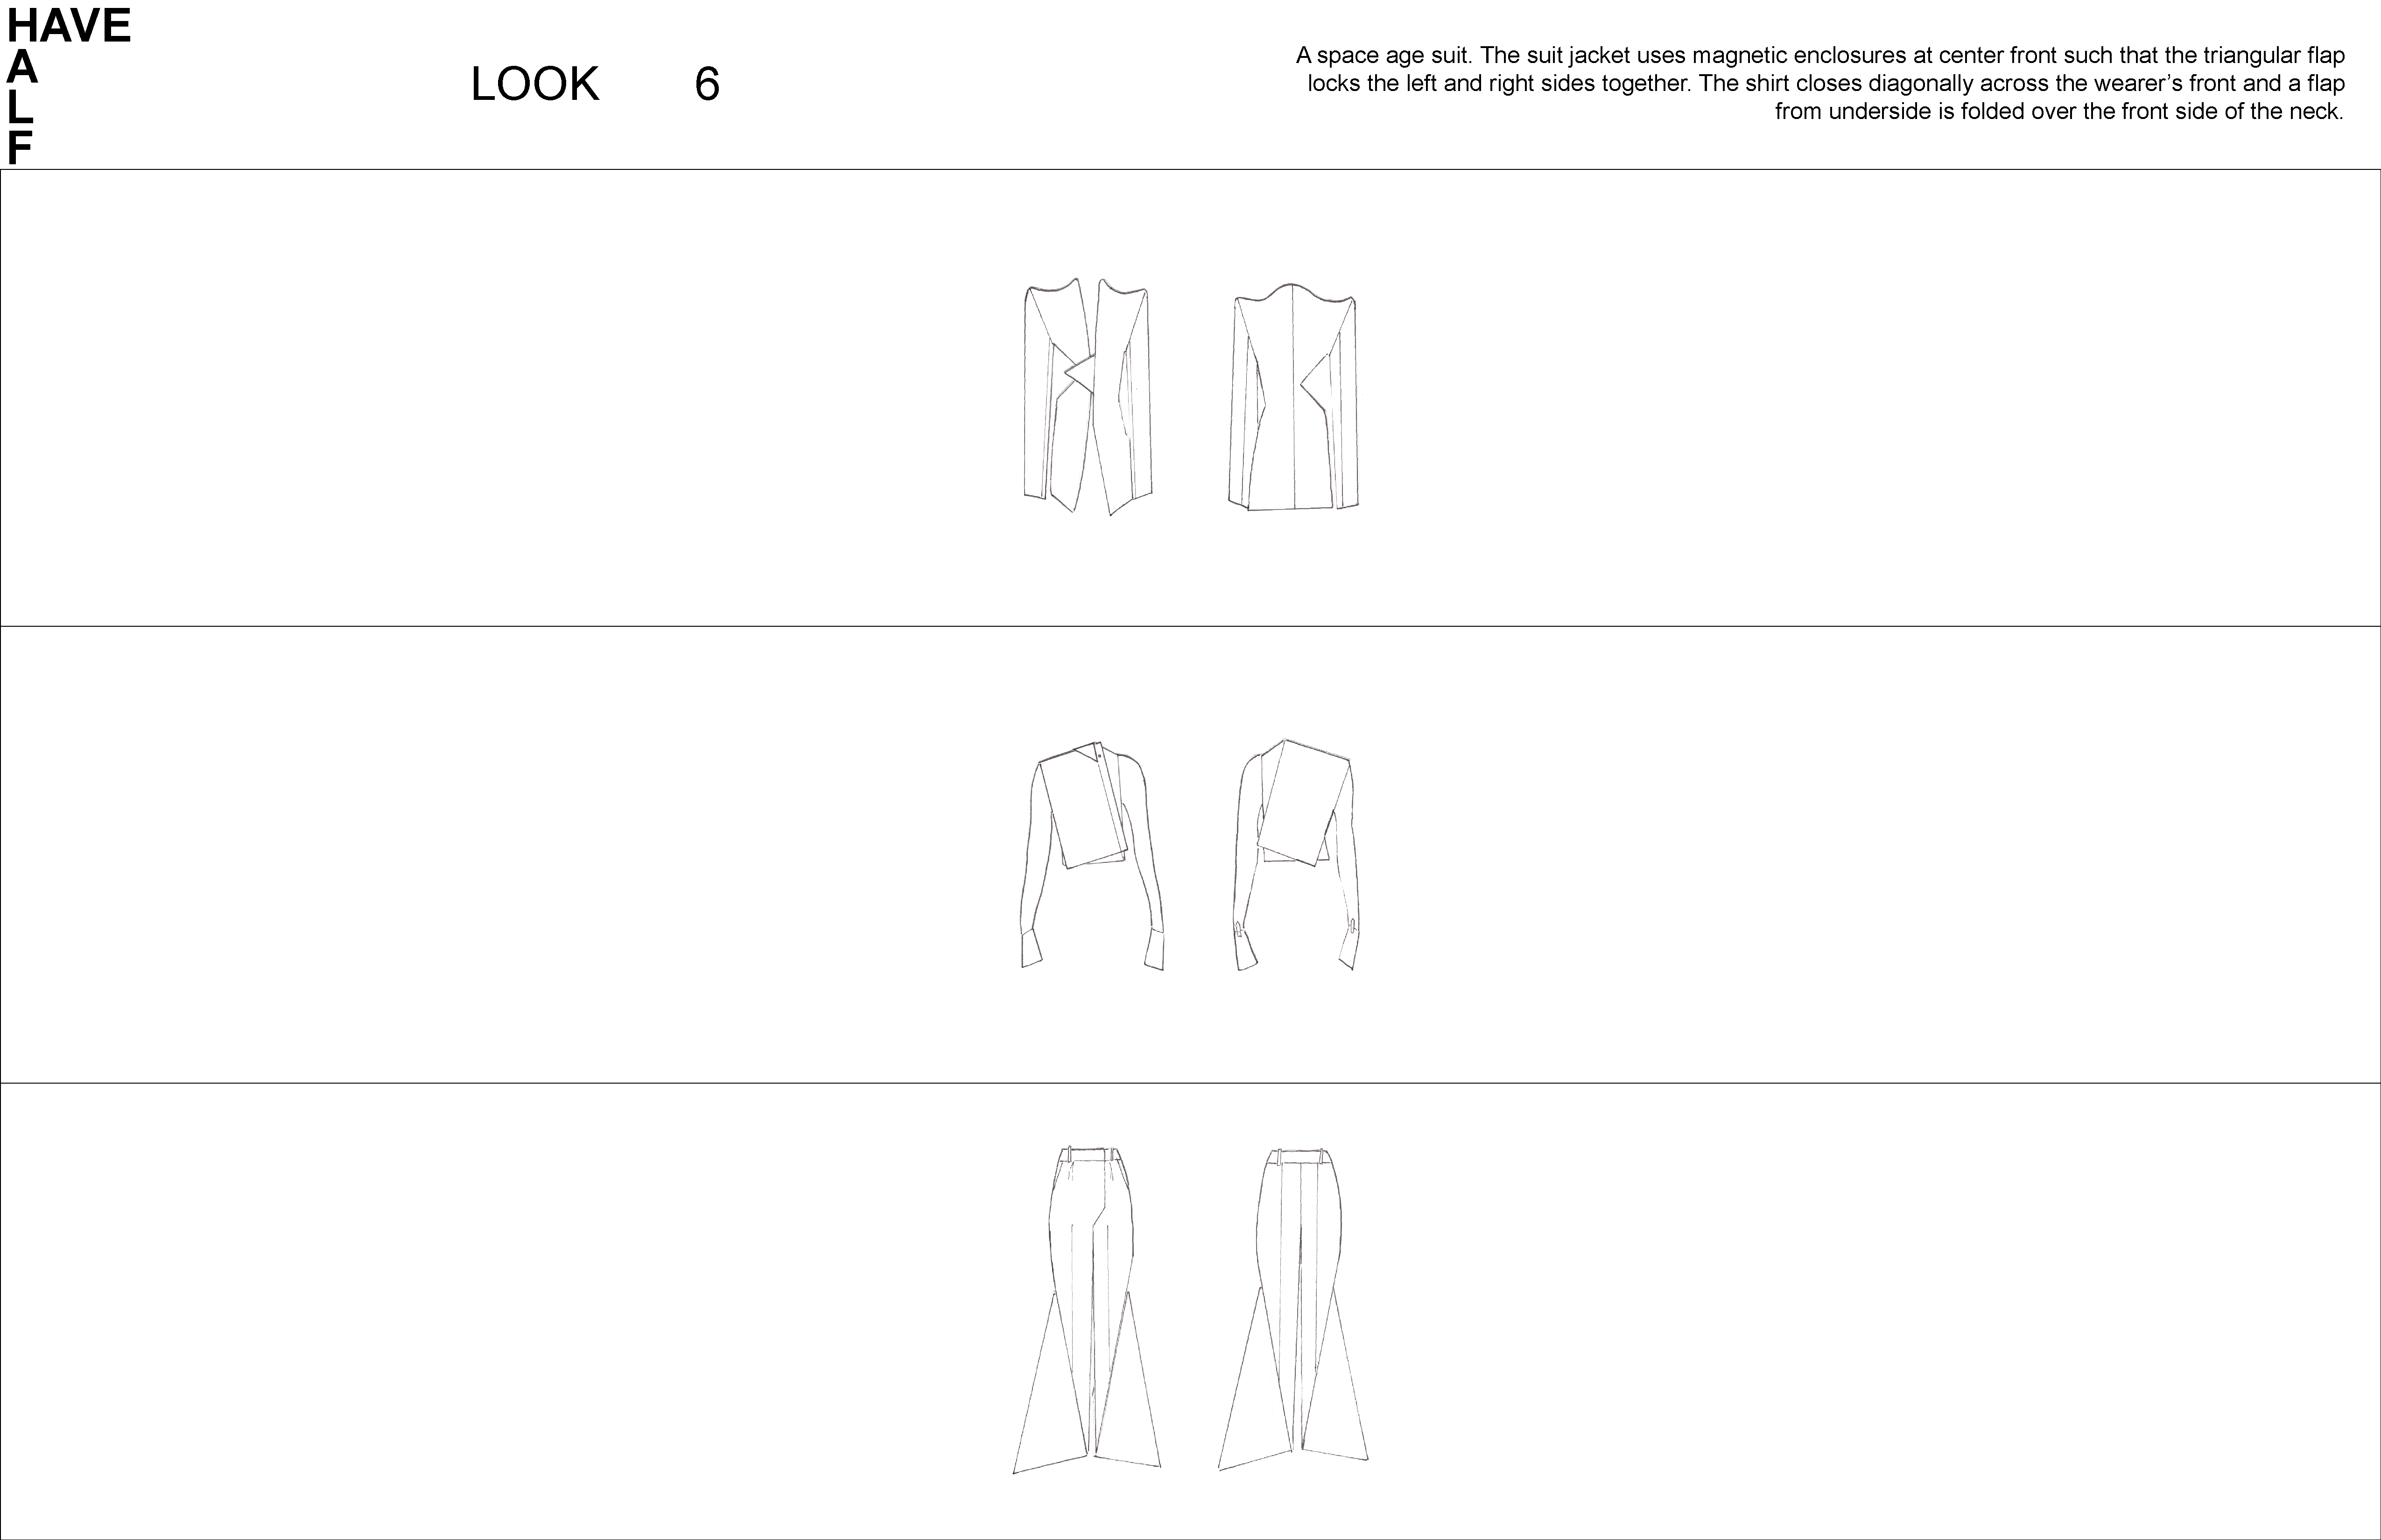 HAVE
A
L
F
LOOK 6
A space age suit. The suit jacket uses magnetic enclosures at center front such that the triangular flap
locks the left and right sides together. The shirt closes diagonally across the wearer’s front and a flap
from underside is folded over the front side of the neck.